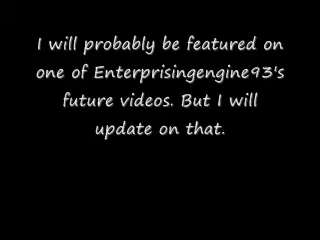 I will probably be featured on
one of Enterprisingengine93's
future videos. But I will
update on that.